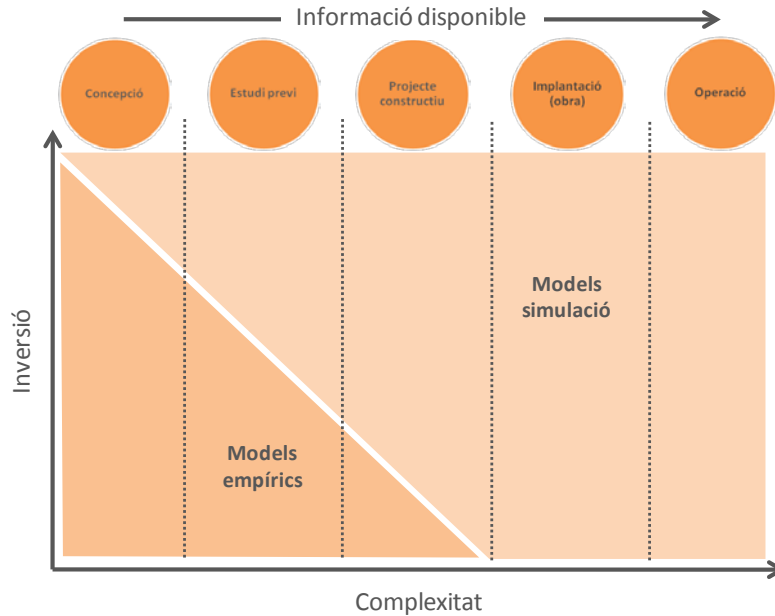 Informació disponible
Concepció
Estudi previ
Projecte
constructiu
Implantació
(obra)
Operació
Inversió
Models
simulació
Models
empírics
Complexitat